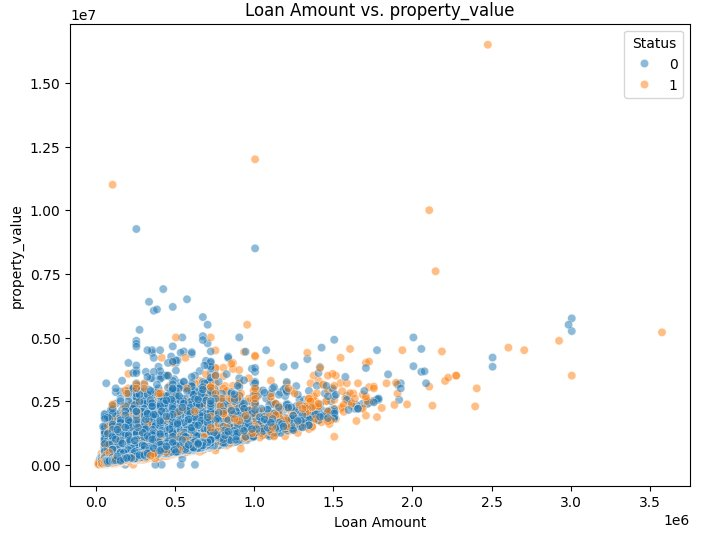 Loan Amount vs. property_value
1e7
Status
0
1
1.50
1.25
1.00
0.75
0.50
0.25
0.00
property_value
0.0 0.5 1.0 1.5 2.0 2.5 3.0 3.5
1e6
Loan Amount